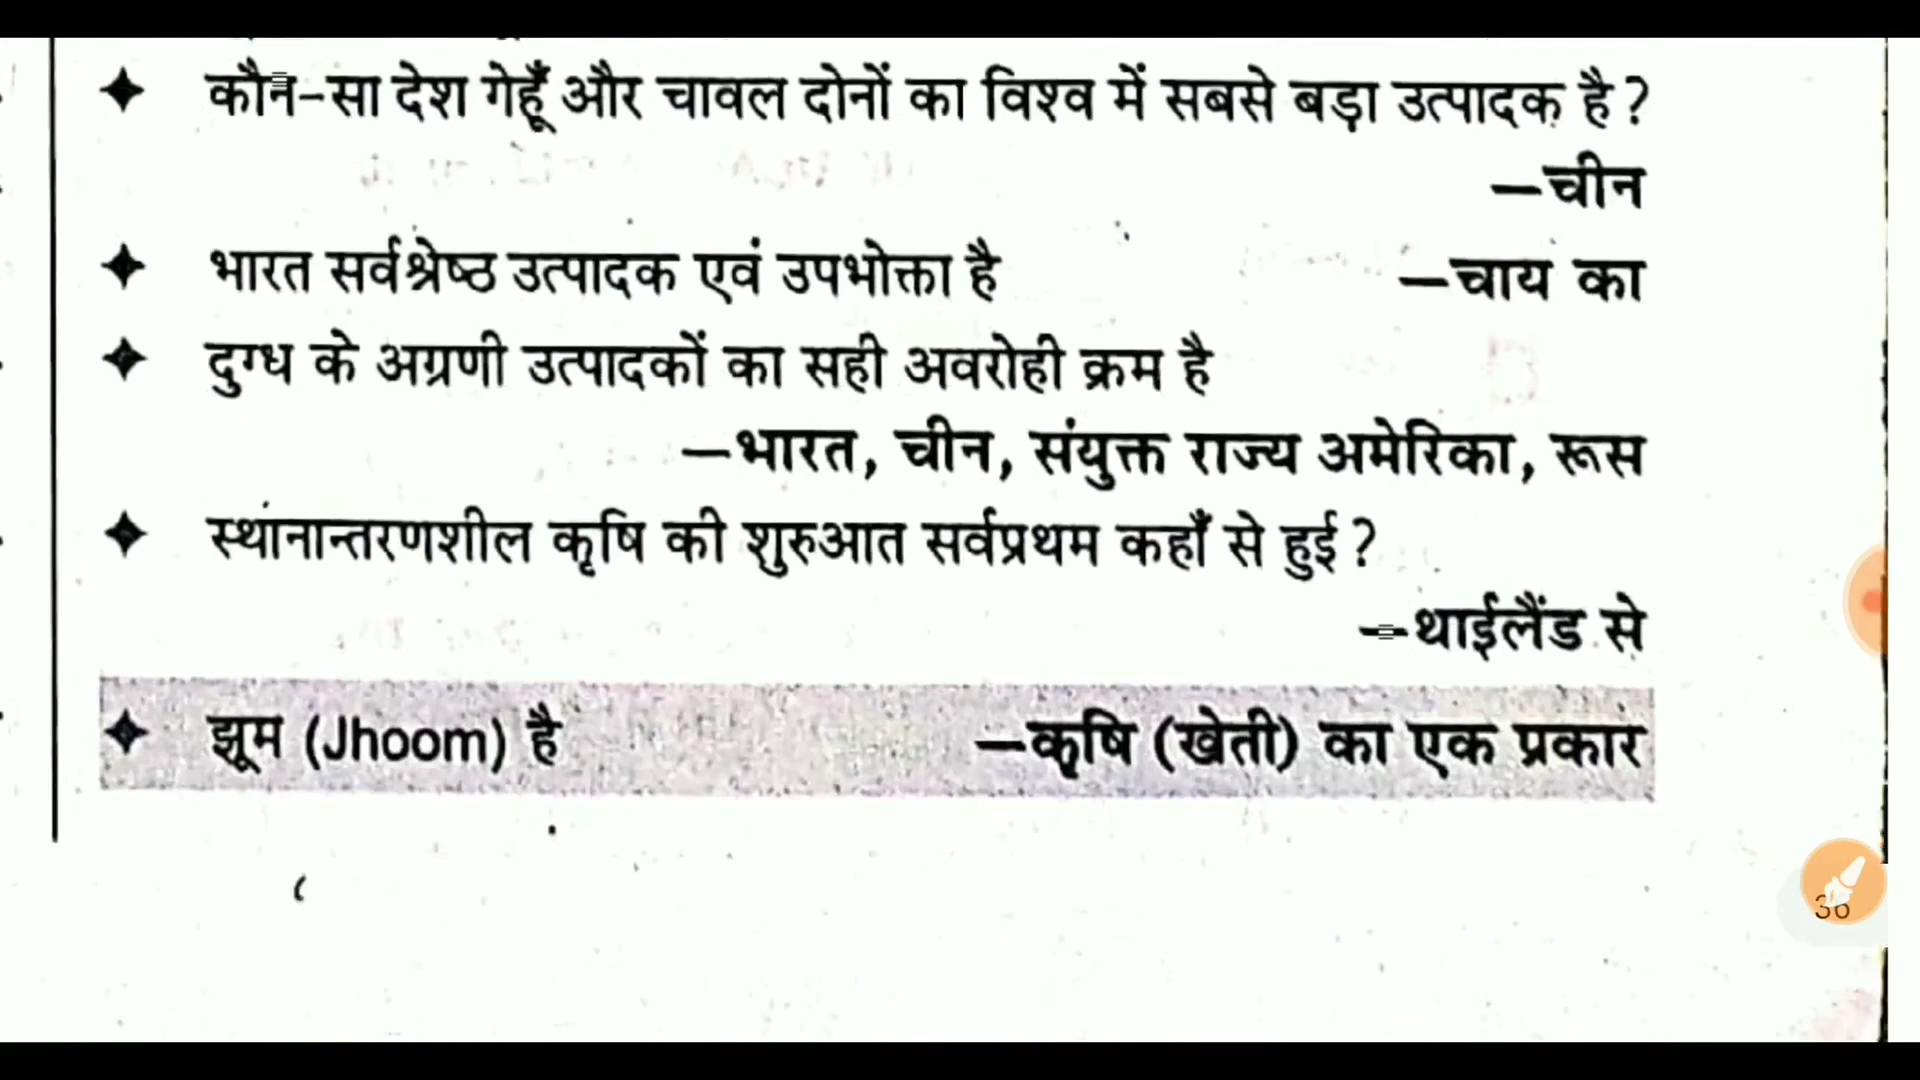 कौन-सा देश गेहूँ और चावल दोनों का विश्व में सबसे बड़ा उत्पादक है?
—चीन
भारत सर्वश्रेष्ठ उत्पादक एवं उपभोक्ता है —चाय का
दुग्ध के अग्रणी उत्पादकों का सही अवरोही क्रम है
—भारत, चीन, संयुक्त राज्य अमेरिका, रूस
स्थानान्तरणशील कृषि की शुरुआत सर्वप्रथम कहाँ से हुई?
—थाईलैंड से
झूम (Jhoom) है —कृषि (खेती) का एक प्रकार
36